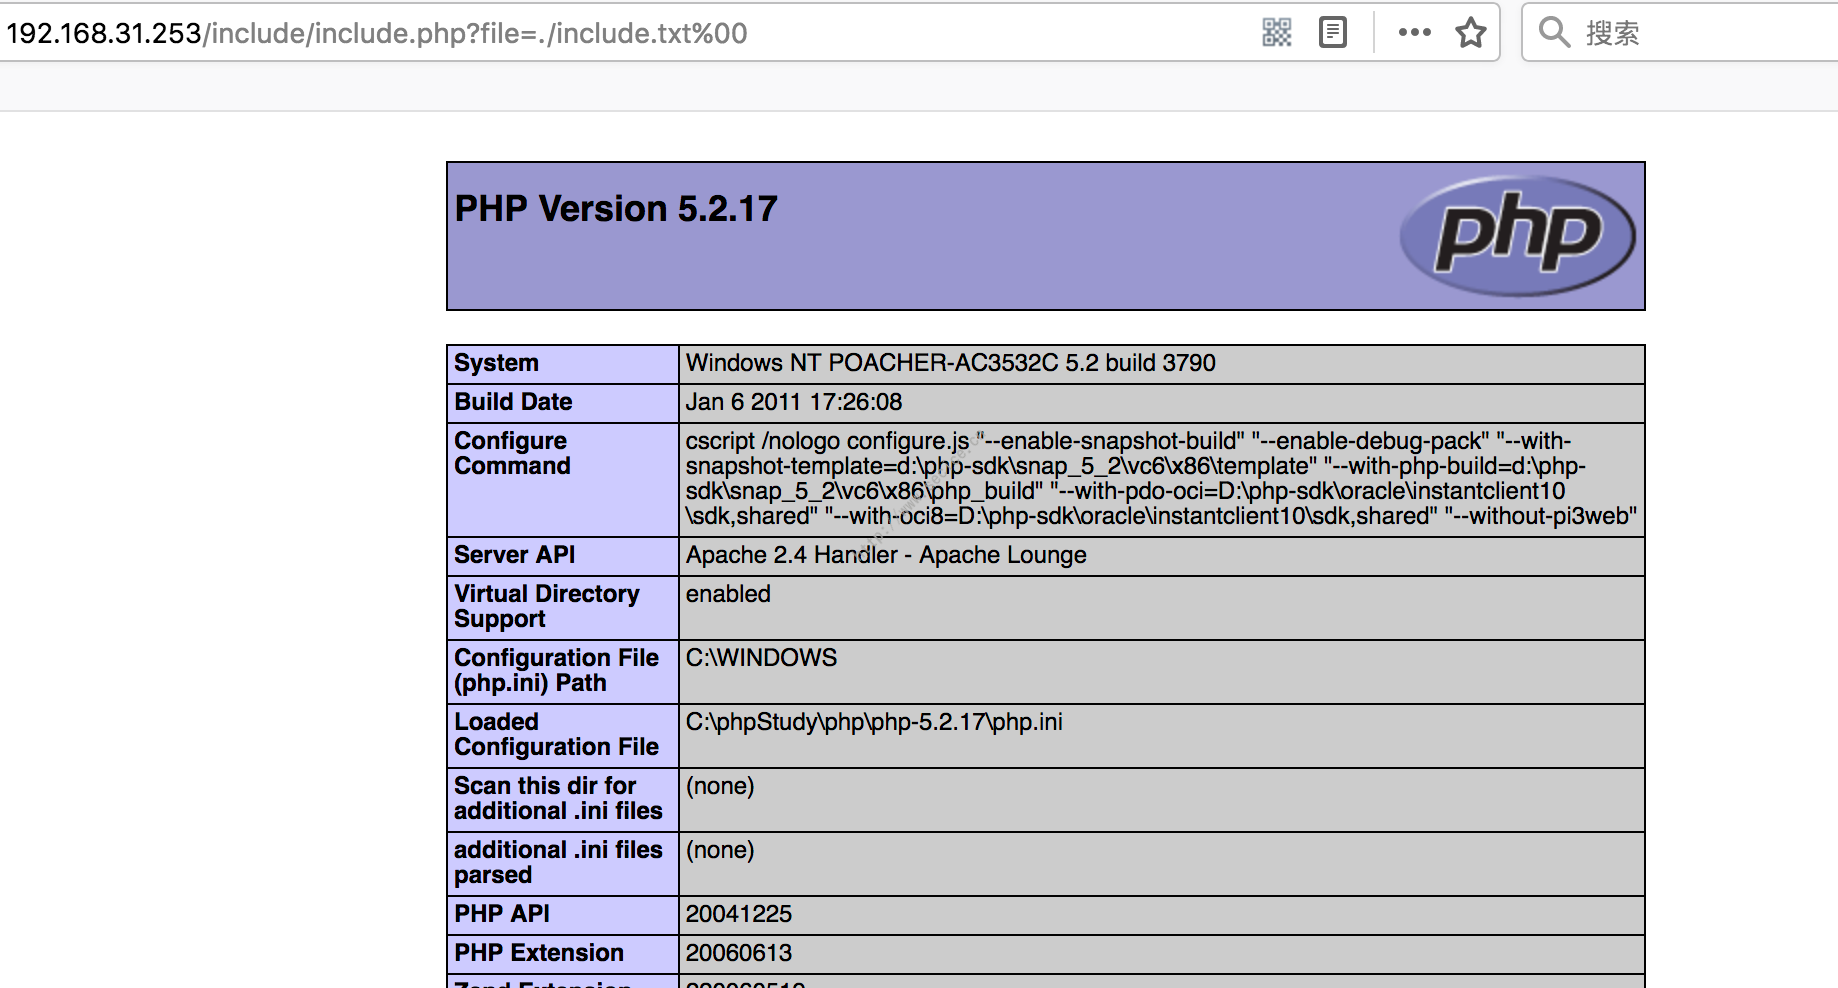 192.168.31.253/include/include.php?file=./include.txt%00
搜索
PHP Version 5.2.17
php
System
Windows NT POACHER-AC3532C 5.2 build 3790
Build Date
Jan 6 2011 17:26:08
Configure
Command
cscript /nologo configure.js "--enable-snapshot-build" "--enable-debug-pack" "--with-
snapshot-template=d:\php-sdk\snap_5_2\vc6\x86\template" "--with-php-build=d:\php-
sdk\snap_5_2\vc6\x86\php_build" "--with-pdo-oci=D:\php-sdk\oracle\instantclient10
\sdk,shared" "--with-oci8=D:\php-sdk\oracle\instantclient10\sdk,shared" "--without-pi3web"
Server API
Apache 2.4 Handler - Apache Lounge
Virtual Directory
Support
enabled
Configuration File
(php.ini) Path
C:\WINDOWS
Loaded
Configuration File
C:\phpStudy\php\php-5.2.17\php.ini
Scan this dir for
additional .ini files
(none)
additional .ini files
parsed
(none)
PHP API
20041225
PHP Extension
20060613
Zend Extension
220060519